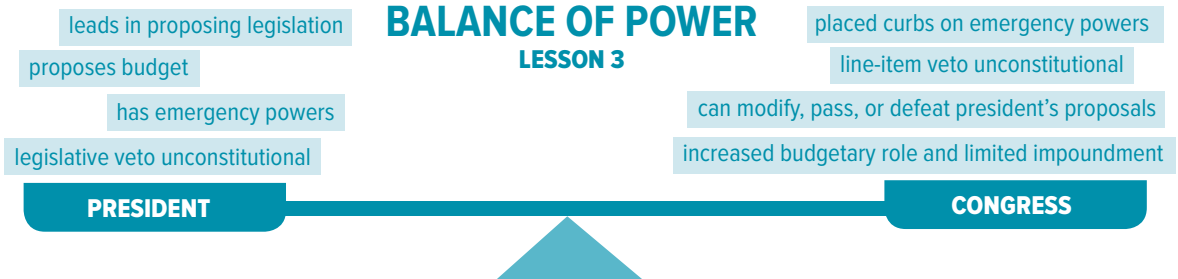 BALANCE OF POWER
LESSON 3
leads in proposing legislation
proposes budget
has emergency powers
legislative veto unconstitutional
PRESIDENT
placed curbs on emergency powers
line-item veto unconstitutional
can modify, pass, or defeat president’s proposals
increased budgetary role and limited impoundment
CONGRESS